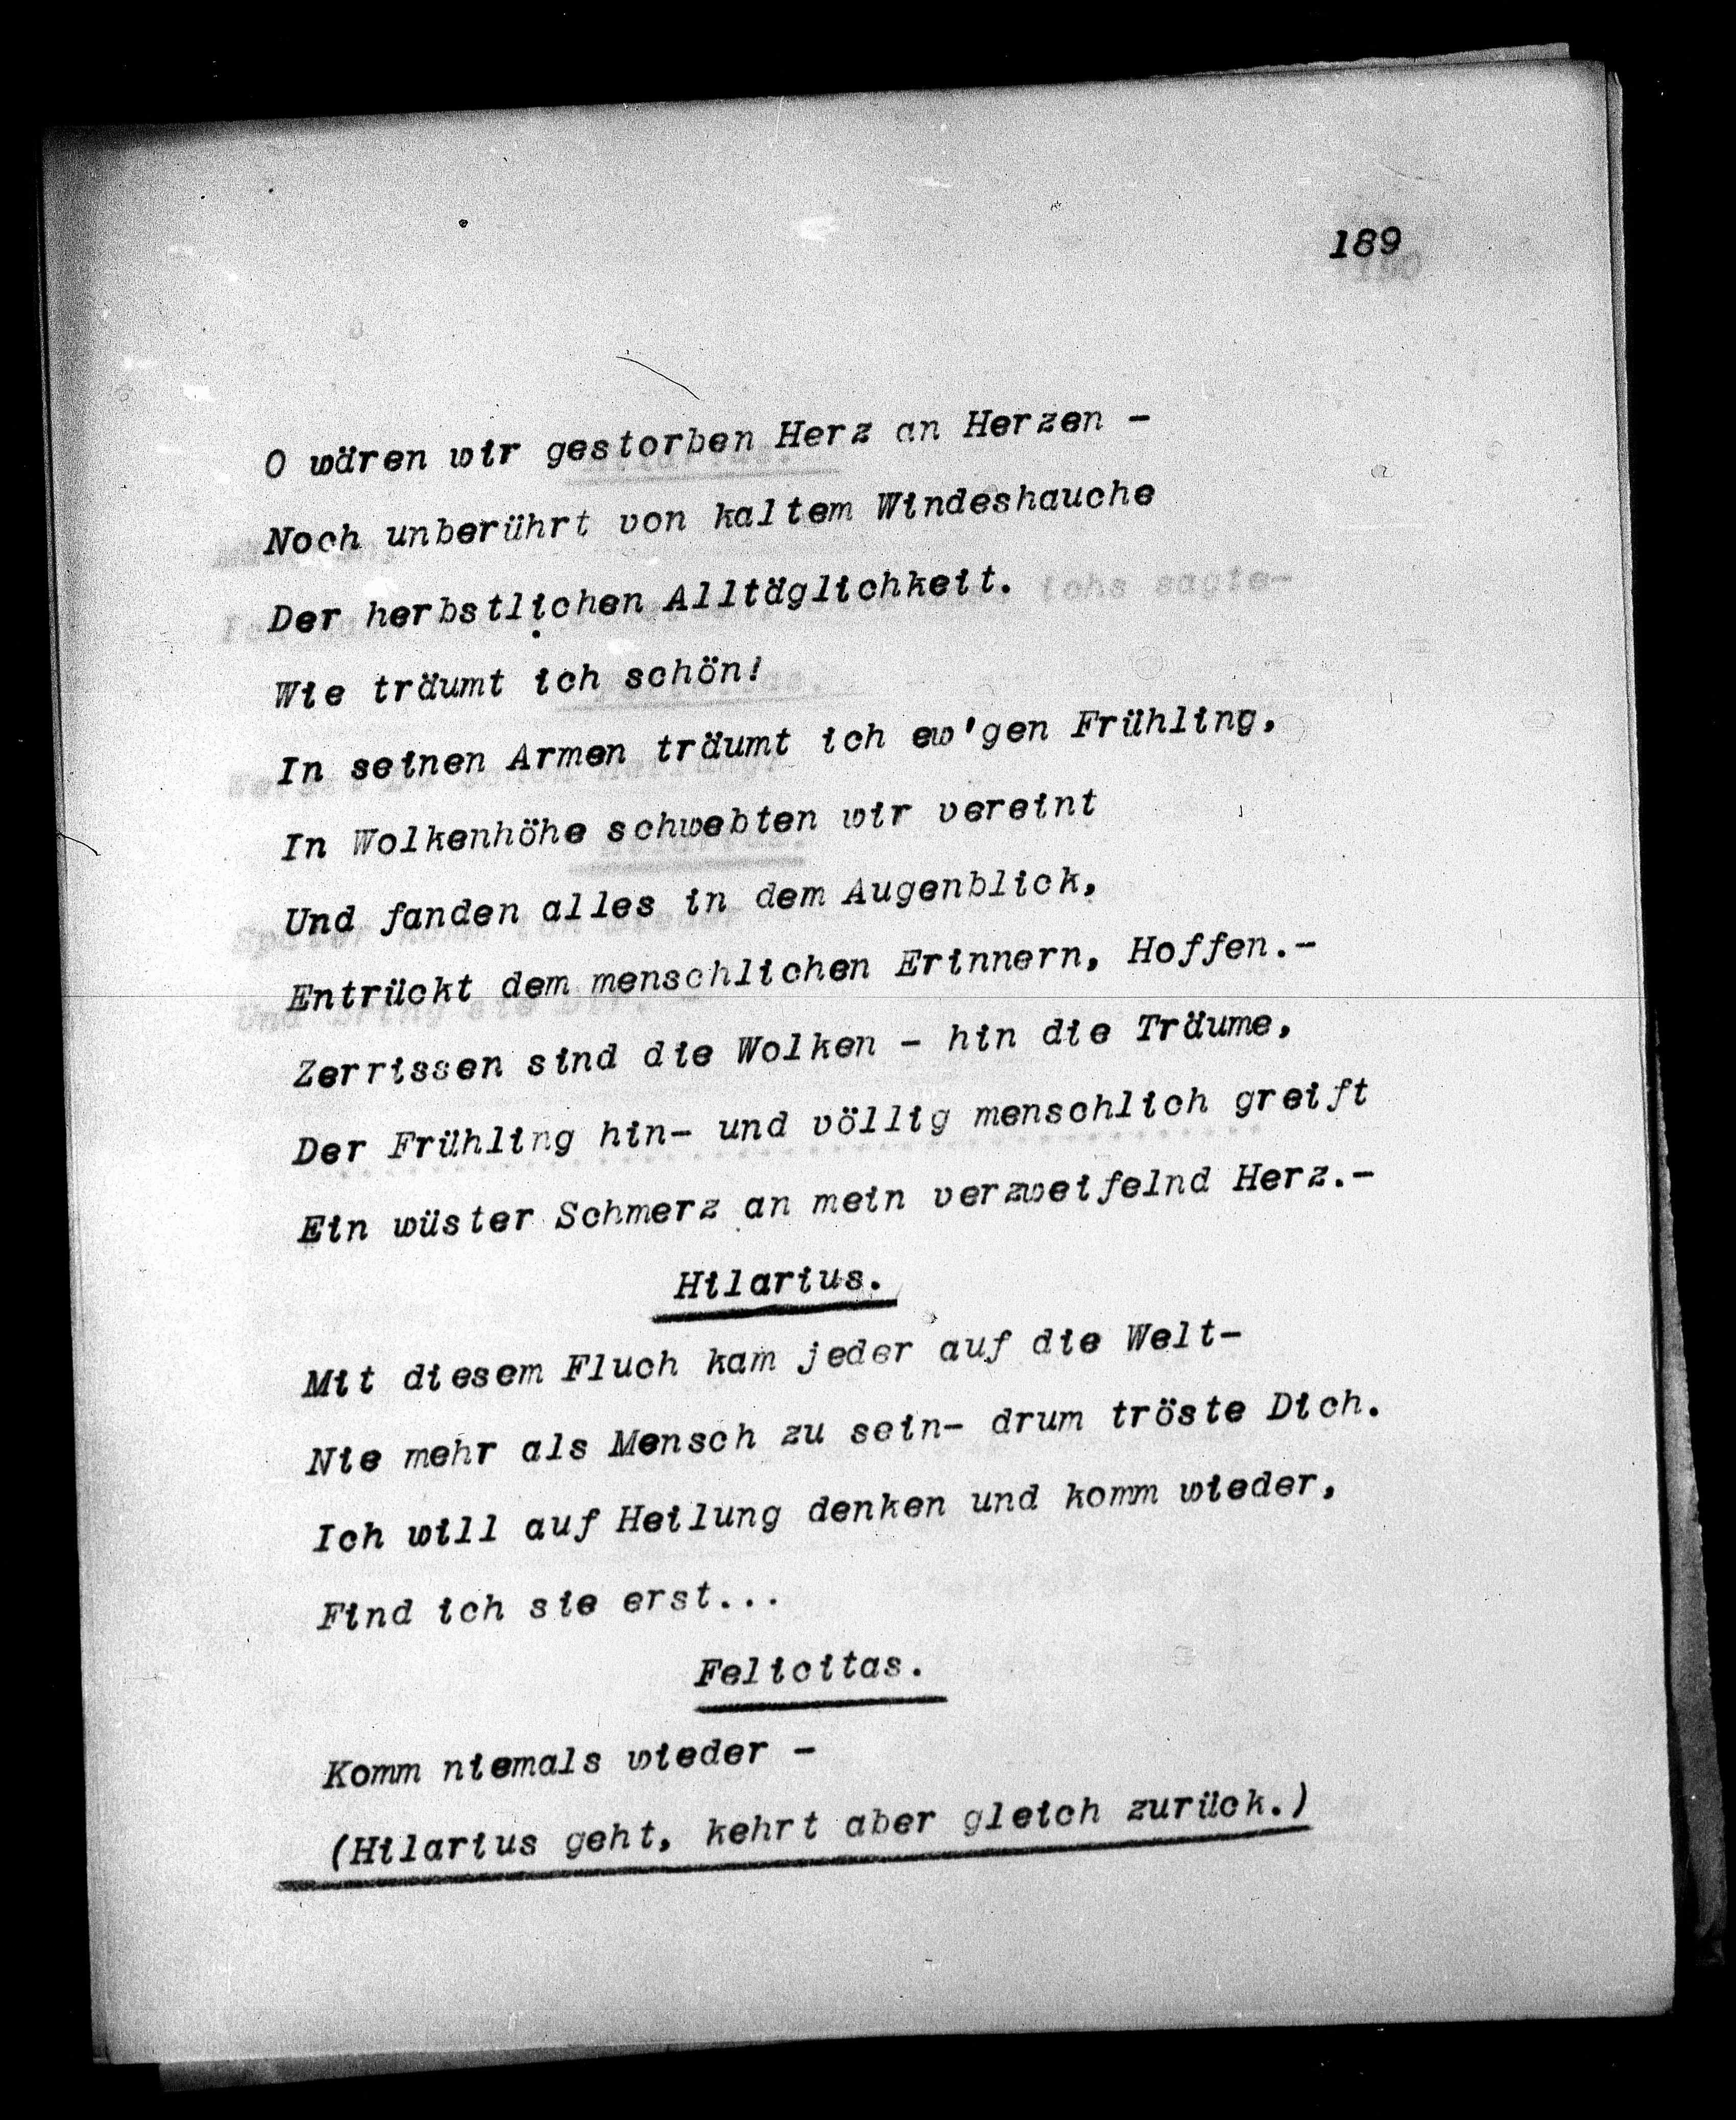 189
O wären wir gestorben Herz an Herzen -
Noch unberührt von kaltem Windeshauche
Der herbstlichen Alltäglichkeit.
Wie träumt ich schön!
In seinen Armen träumt ich ew'gen Frühling,
In Wolkenhöhe schwebten wir vereint
Und fanden alles in dem Augenblick,
Entrückt dem menschlichen Erinnern, Hoffen.-
Zerrissen sind die Wolken - hin die Träume,
Der Frühling hin- und völlig menschlich greift
Ein wüster Schmerz an mein verzweifelnd Herz.-
Hilarius.
Mit diesem Fluch kam jeder auf die Welt-
Nie mehr als Mensch zu sein- drum tröste Dich.
Ich will auf Heilung denken und komm wieder,
Find ich sie erst...
Felicitas.
Komm niemals wieder -
(Hilarius geht, kehrt aber gleich zurück.)